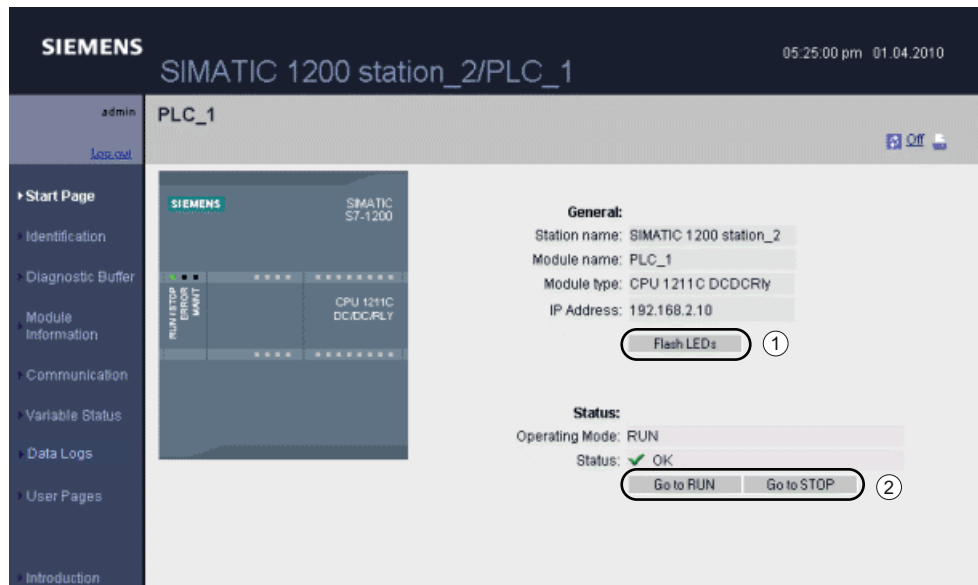 SIEMENS
SIMATIC 1200 station_2/PLC_1
05:25:00 pm 01.04.2010
admin
Log out
PLC_1
Off
Start Page
Identification
Diagnostic Buffer
Module
Information
Communication
Variable Status
Data Logs
User Pages
Introduction
SIEMENS
SIMATIC
S7-1200
RUN / STOP
ERROR
MAINT
CPU 1211C
DC/DC/RLY
General:
Station name: SIMATIC 1200 station_2
Module name: PLC_1
Module type: CPU 1211C DCDCRly
IP Address: 192.168.2.10
Flash LEDs
1
Status:
Operating Mode: RUN
Status: OK
Go to RUN Go to STOP
2